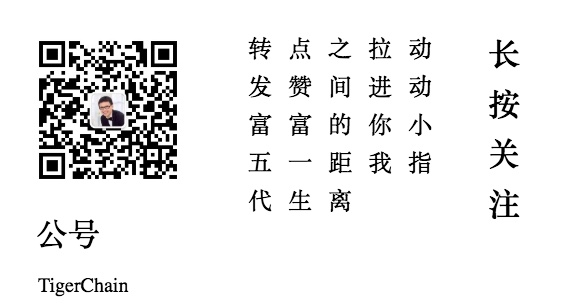 长按关注
动动小指
拉进你我
之间的距离
点赞富一生
转发富五代
公号
TigerChain